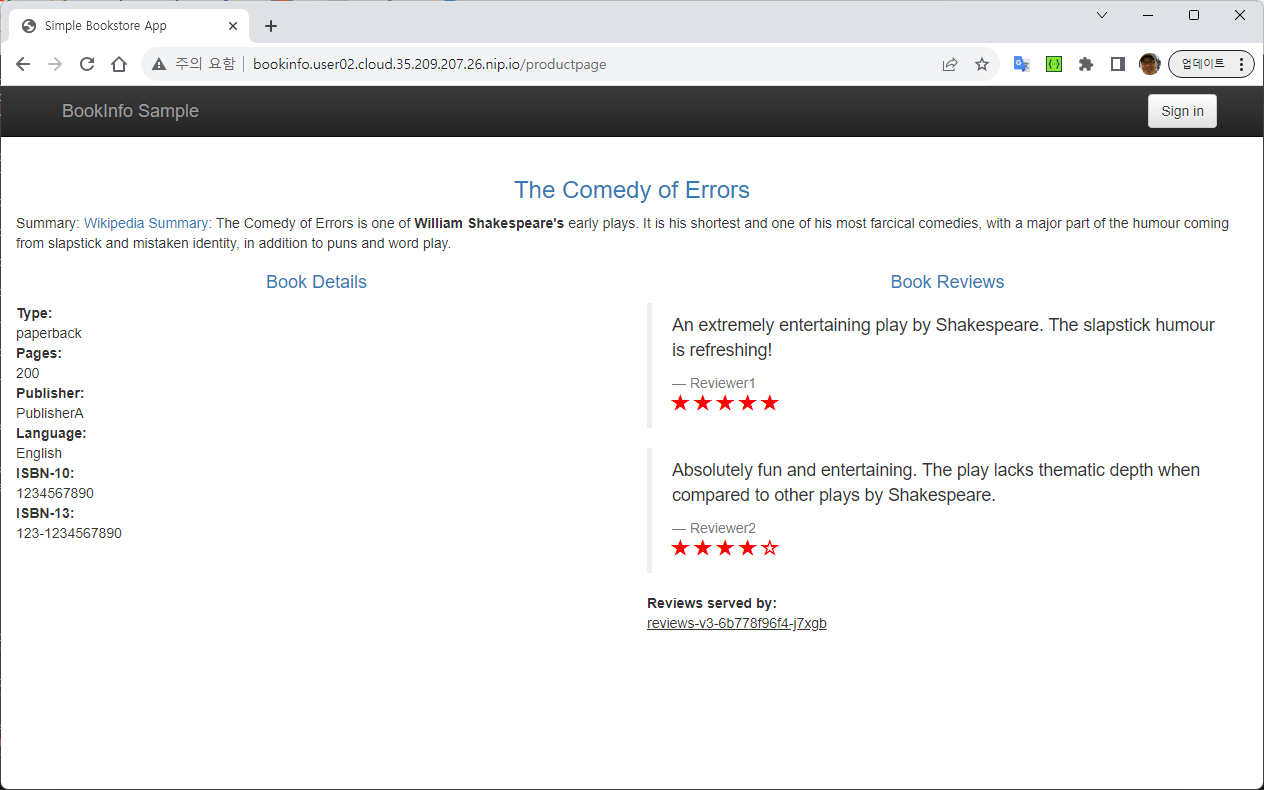 Simple Bookstore App
주의 요함 bookinfo.user02.cloud.35.209.207.26.nip.io/productpage
업데이트
BookInfo Sample
Sign in
The Comedy of Errors
Summary: Wikipedia Summary: The Comedy of Errors is one of William Shakespeare's early plays. It is his shortest and one of his most farcical comedies, with a major part of the humour coming
from slapstick and mistaken identity, in addition to puns and word play.
Book Details
Type:
paperback
Pages:
200
Publisher:
PublisherA
Language:
English
ISBN-10:
1234567890
ISBN-13:
123-1234567890
Book Reviews
An extremely entertaining play by Shakespeare. The slapstick humour
is refreshing!
— Reviewer1
★★★★★
Absolutely fun and entertaining. The play lacks thematic depth when
compared to other plays by Shakespeare.
— Reviewer2
★★★★☆
Reviews served by:
reviews-v3-6b778f96f4-j7xgb